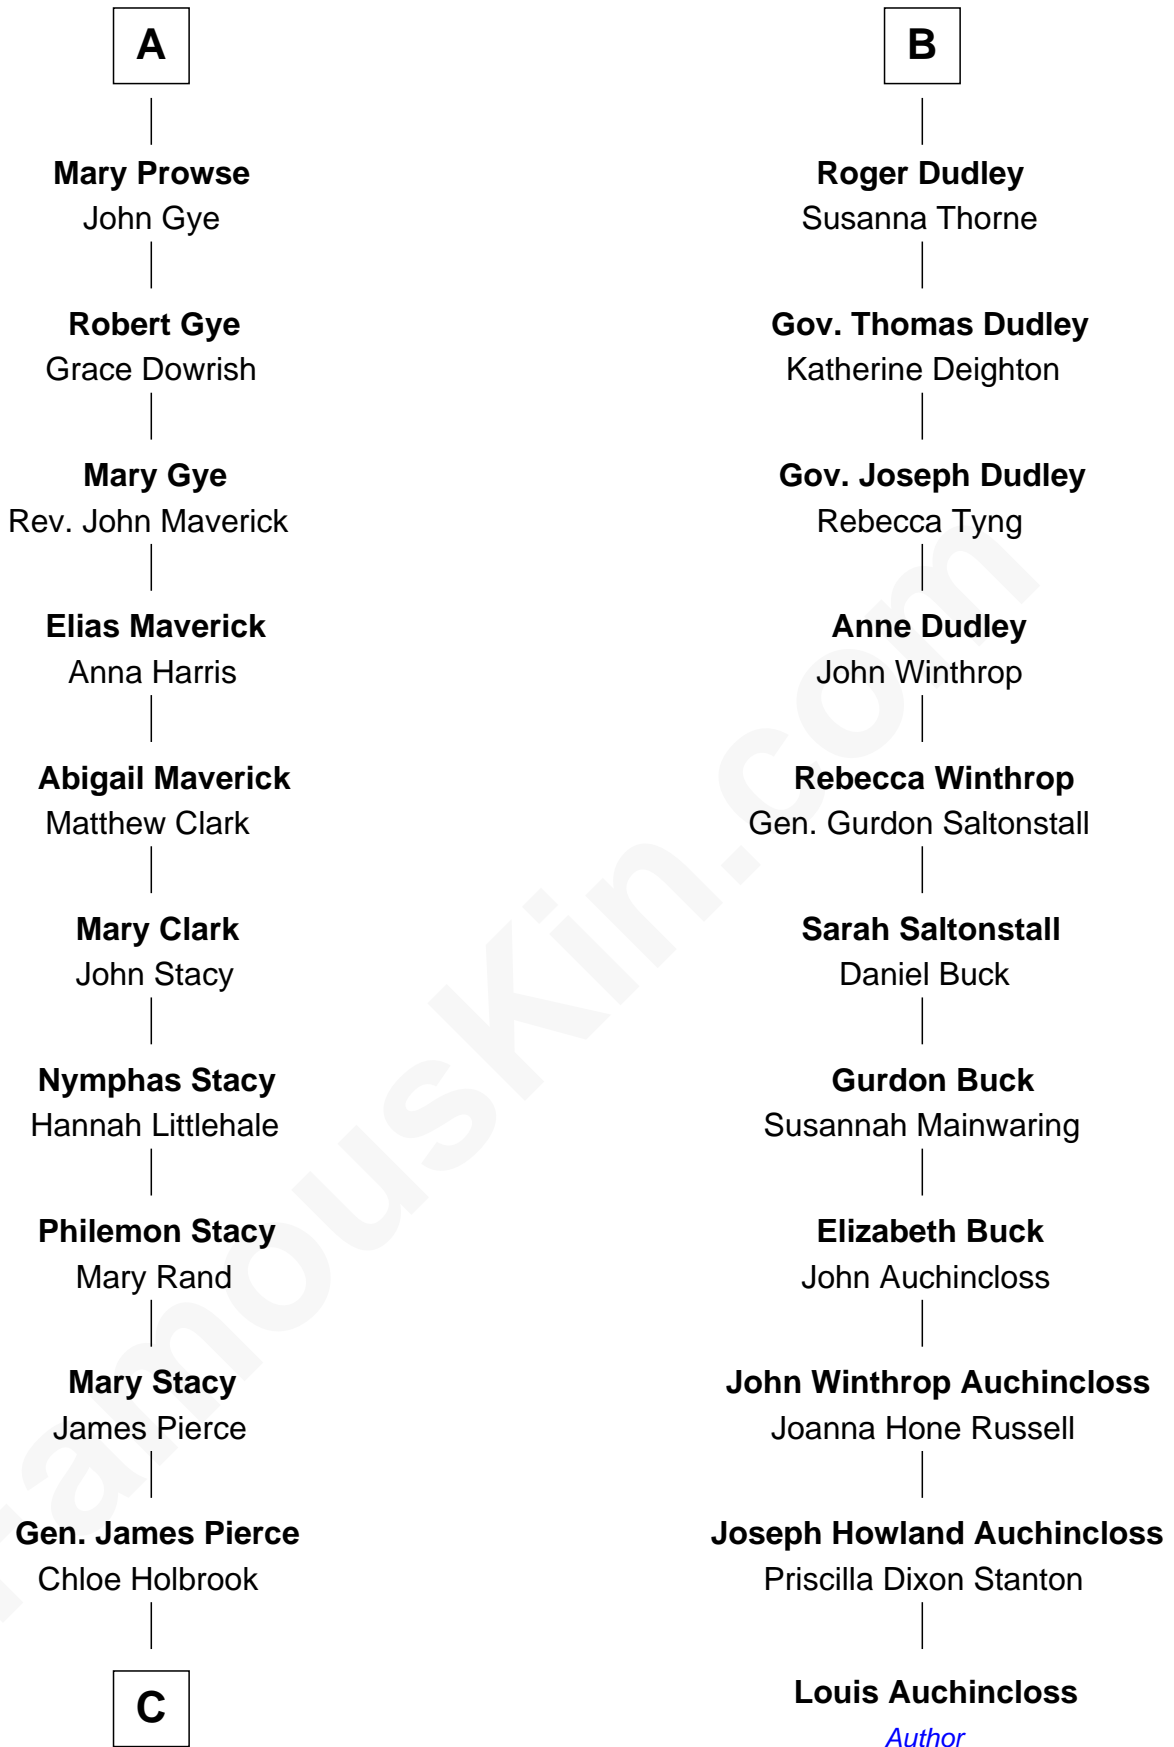 A
Mary Prowse
John Gye
Robert Gye
Grace Dowrish
Mary Gye
Rev. John Maverick
Elias Maverick
Anna Harris
Abigail Maverick
Matthew Clark
Mary Clark
John Stacy
Nymphas Stacy
Hannah Littlehale
Philemon Stacy
Mary Rand
Mary Stacy
James Pierce
Gen. James Pierce
Chloe Holbrook
C
B
Roger Dudley
Susanna Thorne
Gov. Thomas Dudley
Katherine Deighton
Gov. Joseph Dudley
Rebecca Tyng
Anne Dudley
John Winthrop
Rebecca Winthrop
Gen. Gurdon Saltonstall
Sarah Saltonstall
Daniel Buck
Gurdon Buck
Susannah Mainwaring
Elizabeth Buck
John Auchincloss
John Winthrop Auchincloss
Joanna Hone Russell
Joseph Howland Auchincloss
Priscilla Dixon Stanton
Louis Auchincloss
Author
FamousKin.com